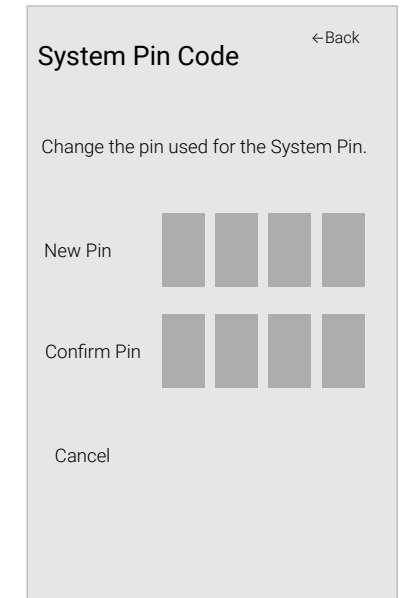 ←Back
System Pin Code
Change the pin used for the System Pin.
New Pin
Confirm Pin
Cancel